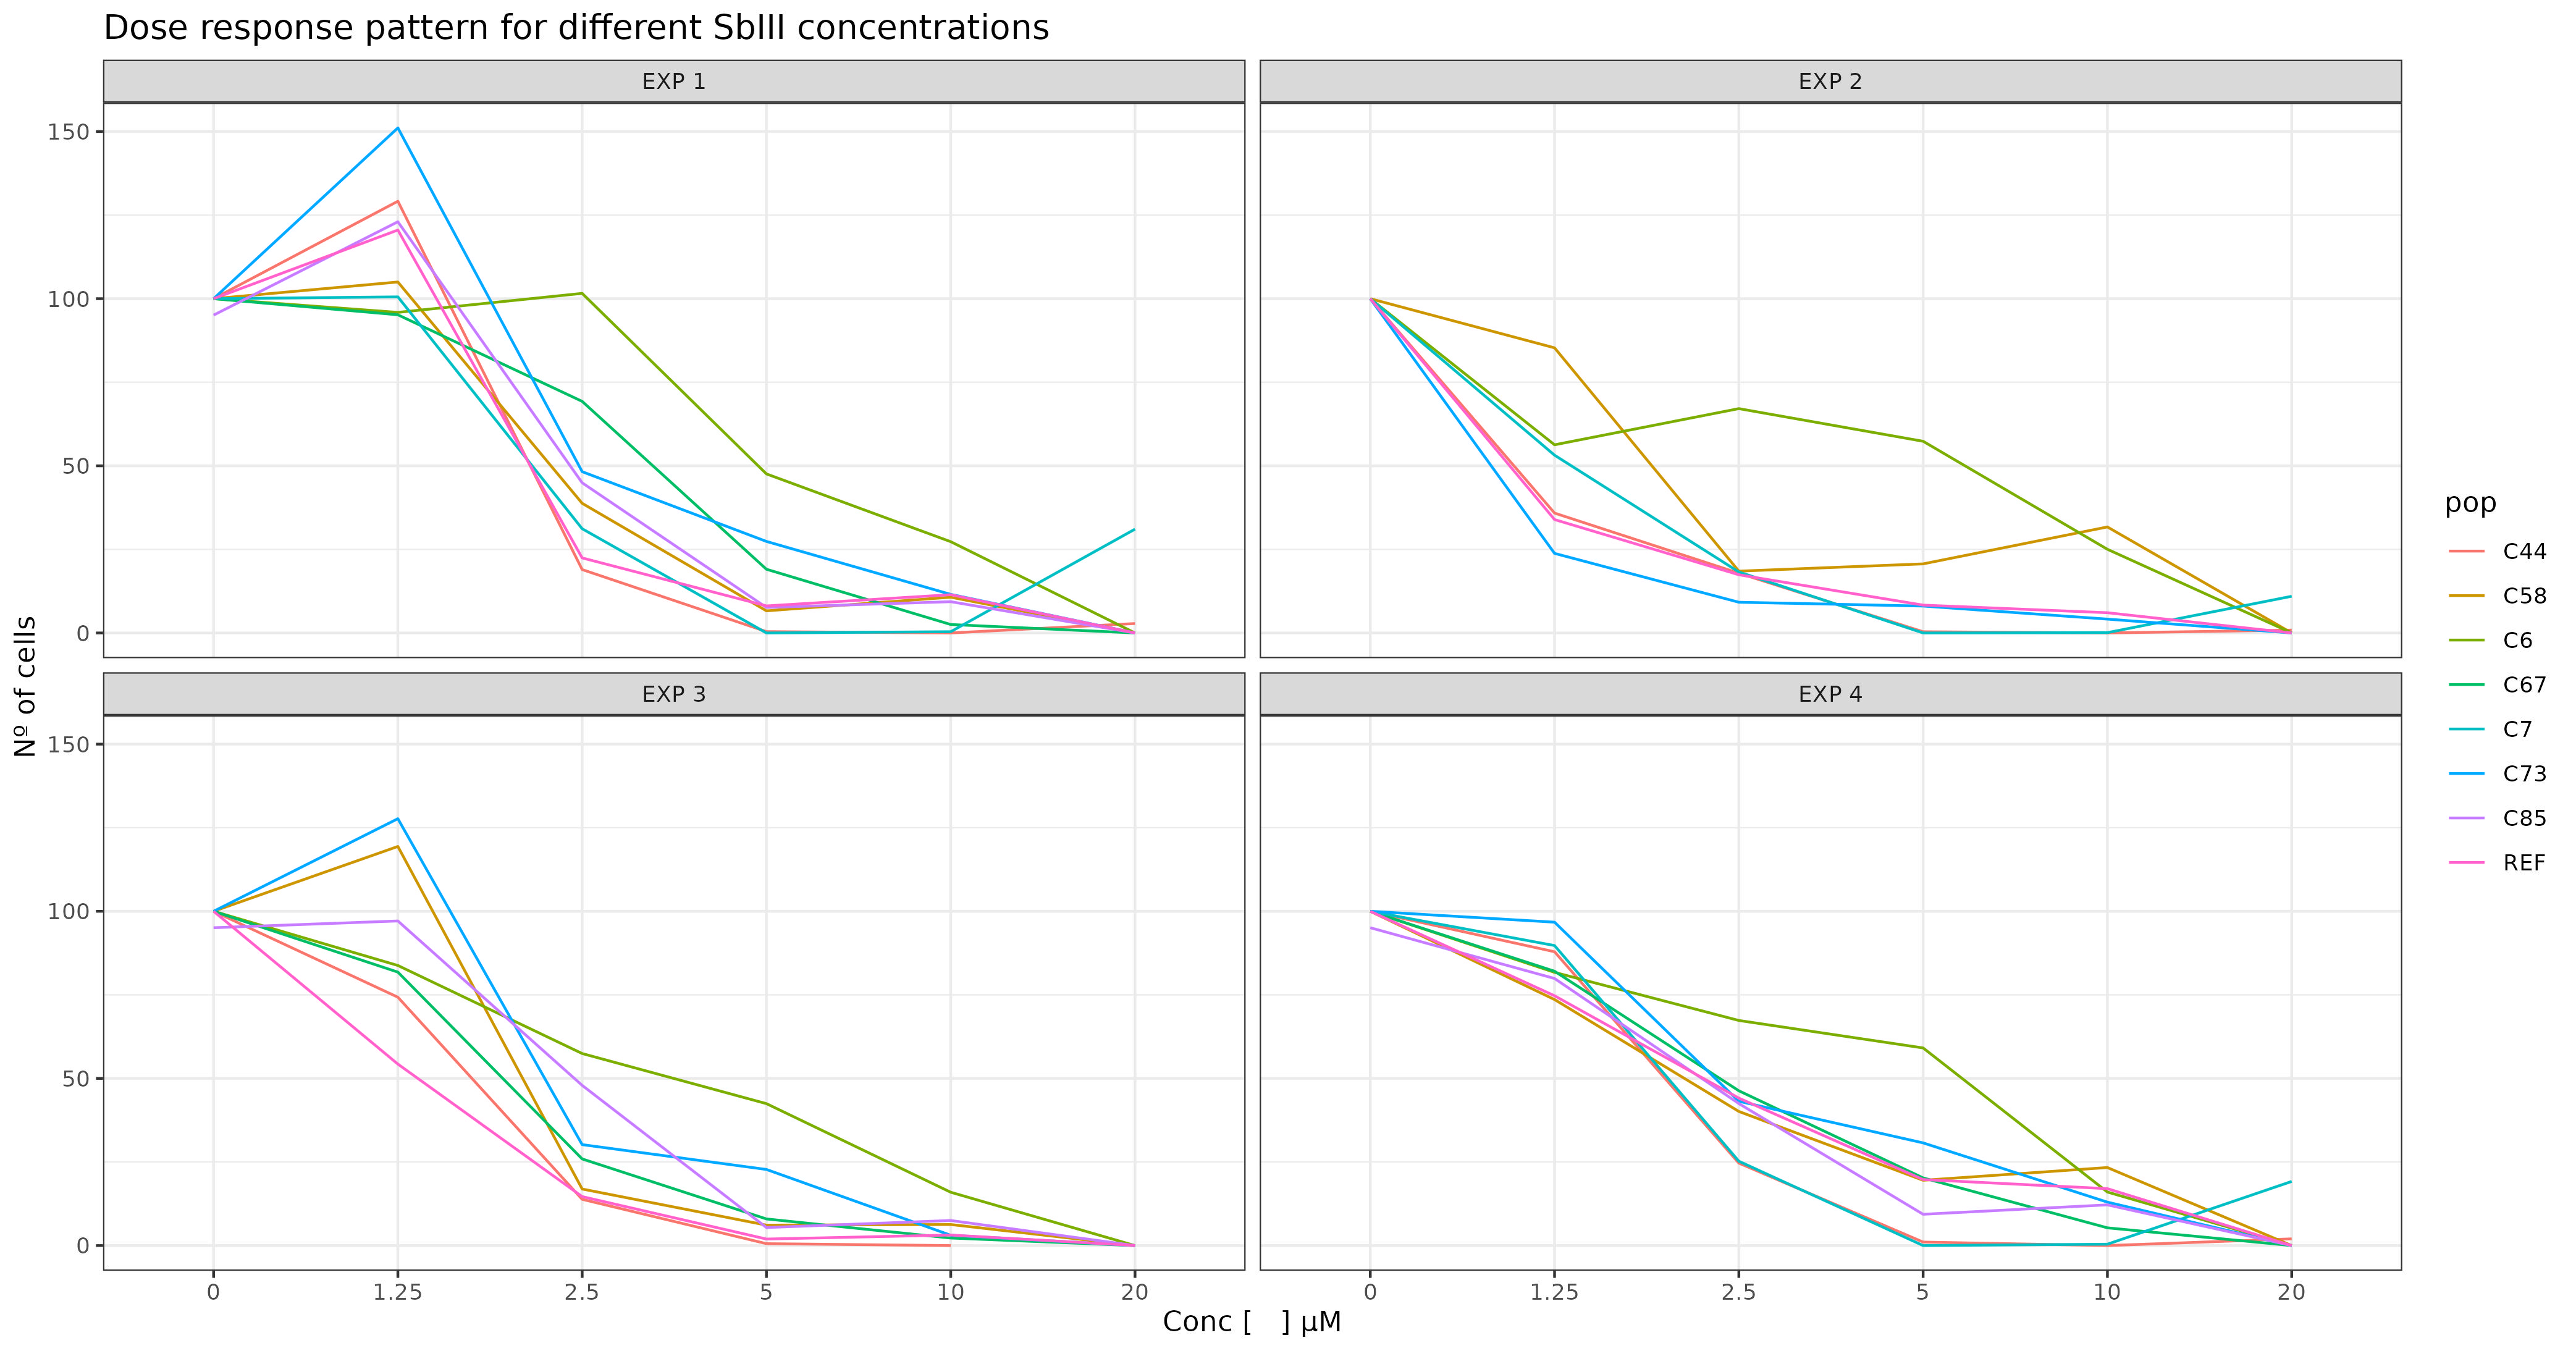 Dose response pattern for different SbIII concentrations
EXP 1
EXP 2
150
100
50
0
EXP 3
EXP 4
150
100
50
0
Nº of cells
0 1.25 2.5 5 10 20
0 1.25 2.5 5 10 20
Conc [ ] µM
pop
C44
C58
C6
C67
C7
C73
C85
REF